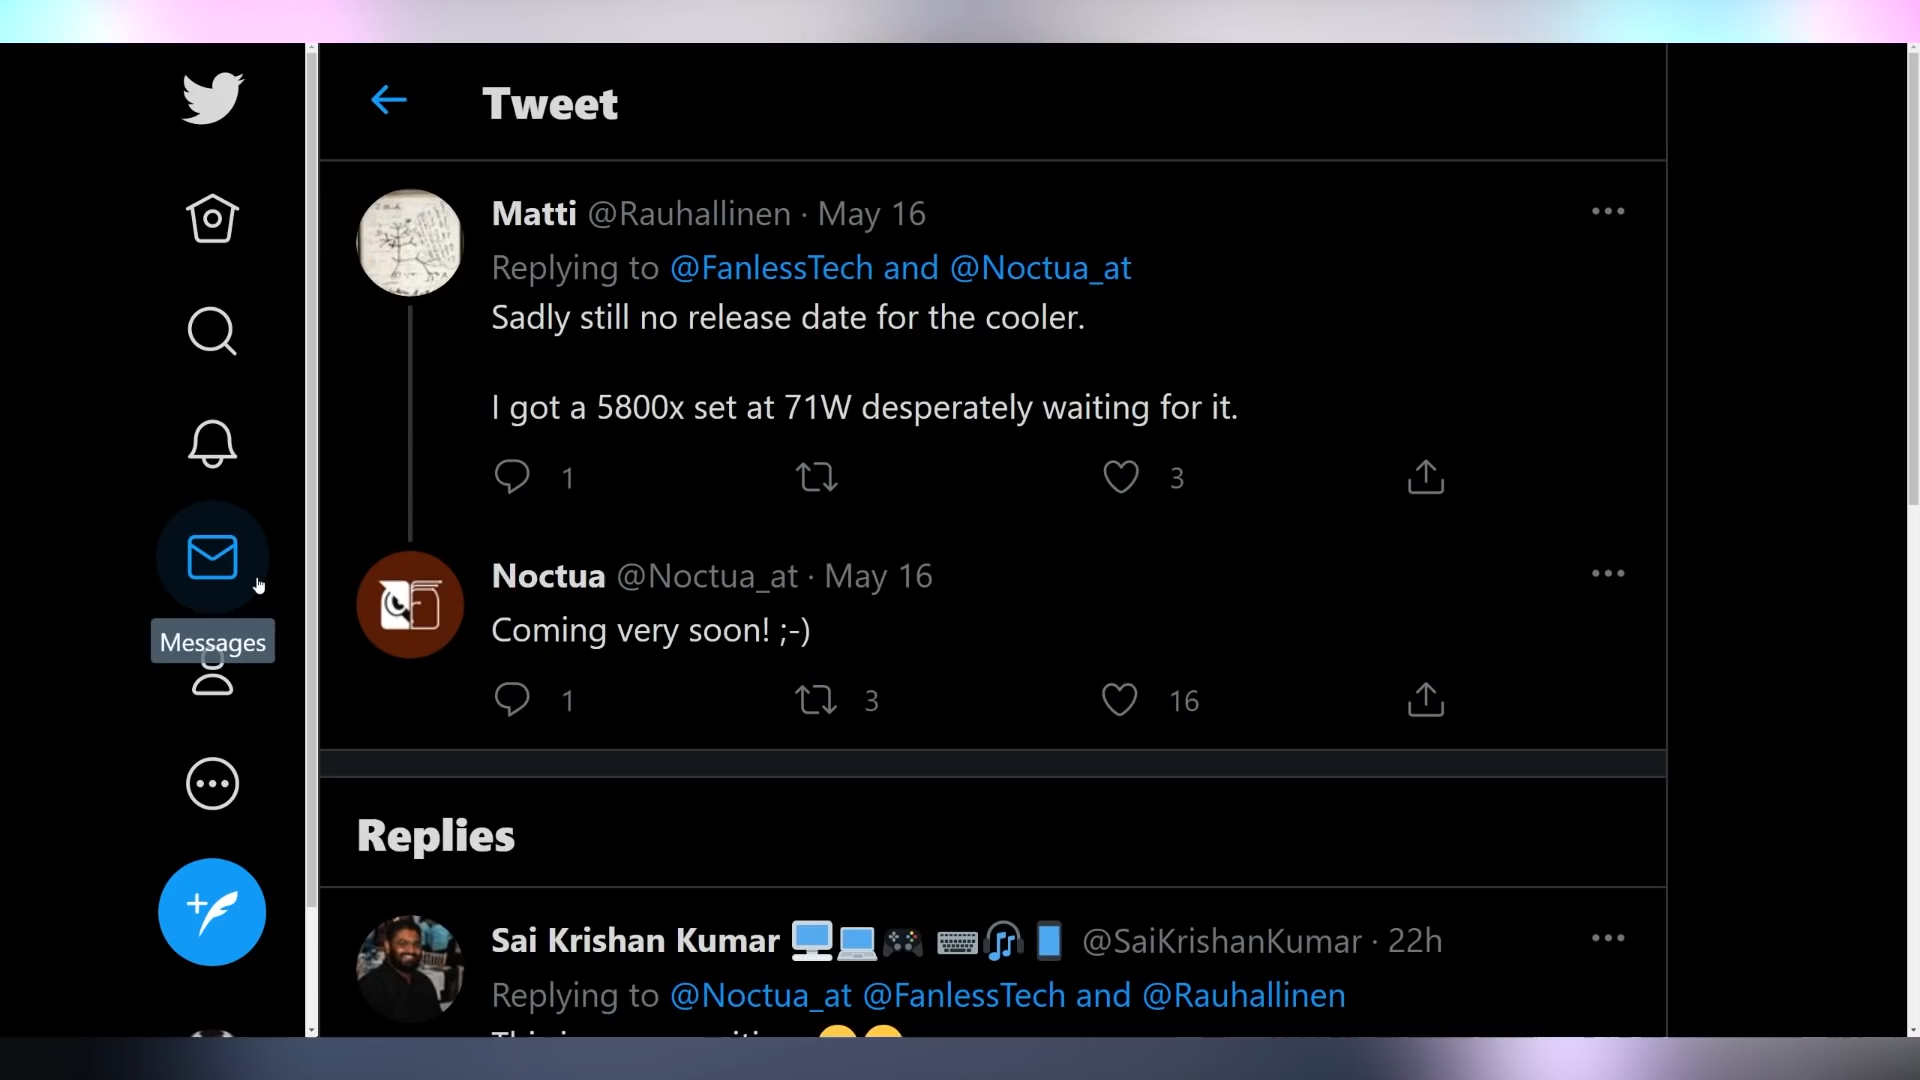 Tweet
Matti @Rauhallinen · May 16
Replying to @FanlessTech and @Noctua_at
Sadly still no release date for the cooler.
I got a 5800x set at 71W desperately waiting for it.
1 3
Noctua @Noctua_at · May 16
Messages
Coming very soon! ;-)
1 3 16
Replies
Sai Krishan Kumar @SaiKrishanKumar · 22h
Replying to @Noctua_at @FanlessTech and @Rauhallinen